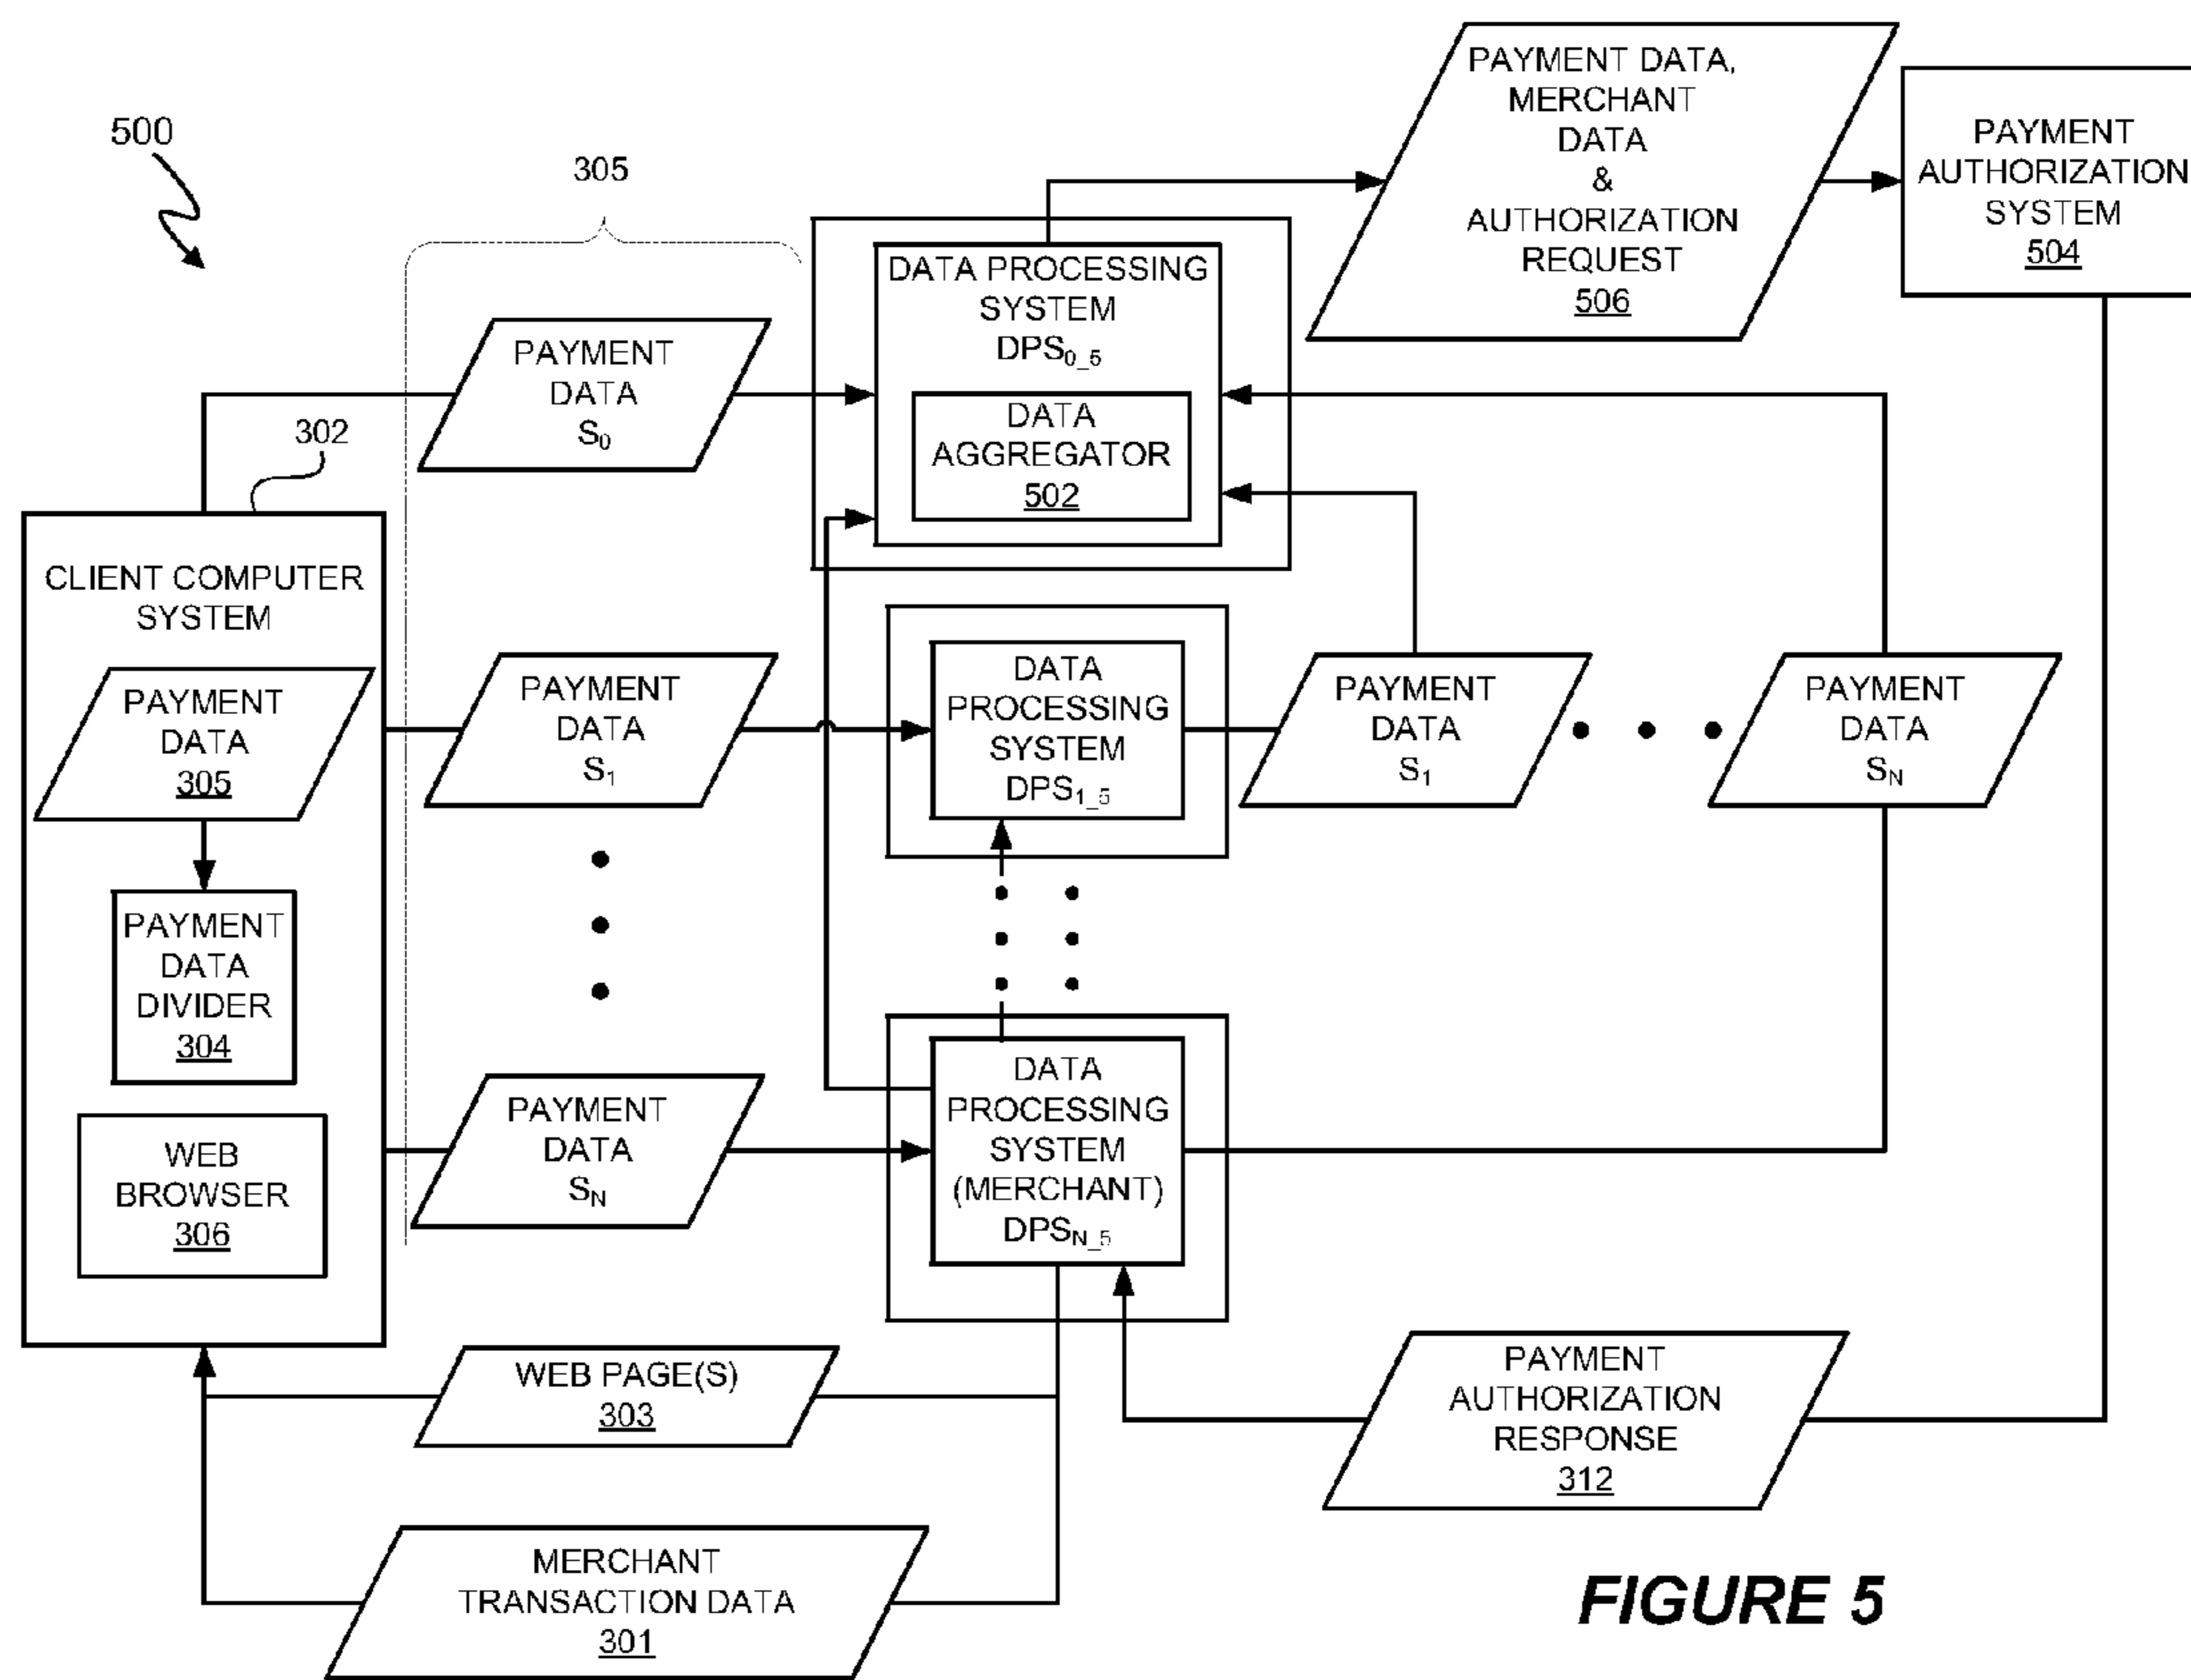 500
305
PAYMENT DATA,
MERCHANT
DATA
&
AUTHORIZATION
REQUEST
506
PAYMENT
AUTHORIZATION
SYSTEM
504
DATA PROCESSING
SYSTEM
DPS0_5
DATA
AGGREGATOR
502
PAYMENT
DATA
S0
302
CLIENT COMPUTER
SYSTEM
PAYMENT
DATA
305
PAYMENT
DATA
DIVIDER
304
WEB
BROWSER
306
PAYMENT
DATA
S1
DATA
PROCESSING
SYSTEM
DPS1_5
PAYMENT
DATA
S1
PAYMENT
DATA
SN
PAYMENT
DATA
SN
DATA
PROCESSING
SYSTEM
(MERCHANT)
DPSN_5
WEB PAGE(S)
303
PAYMENT
AUTHORIZATION
RESPONSE
312
MERCHANT
TRANSACTION DATA
301
FIGURE 5